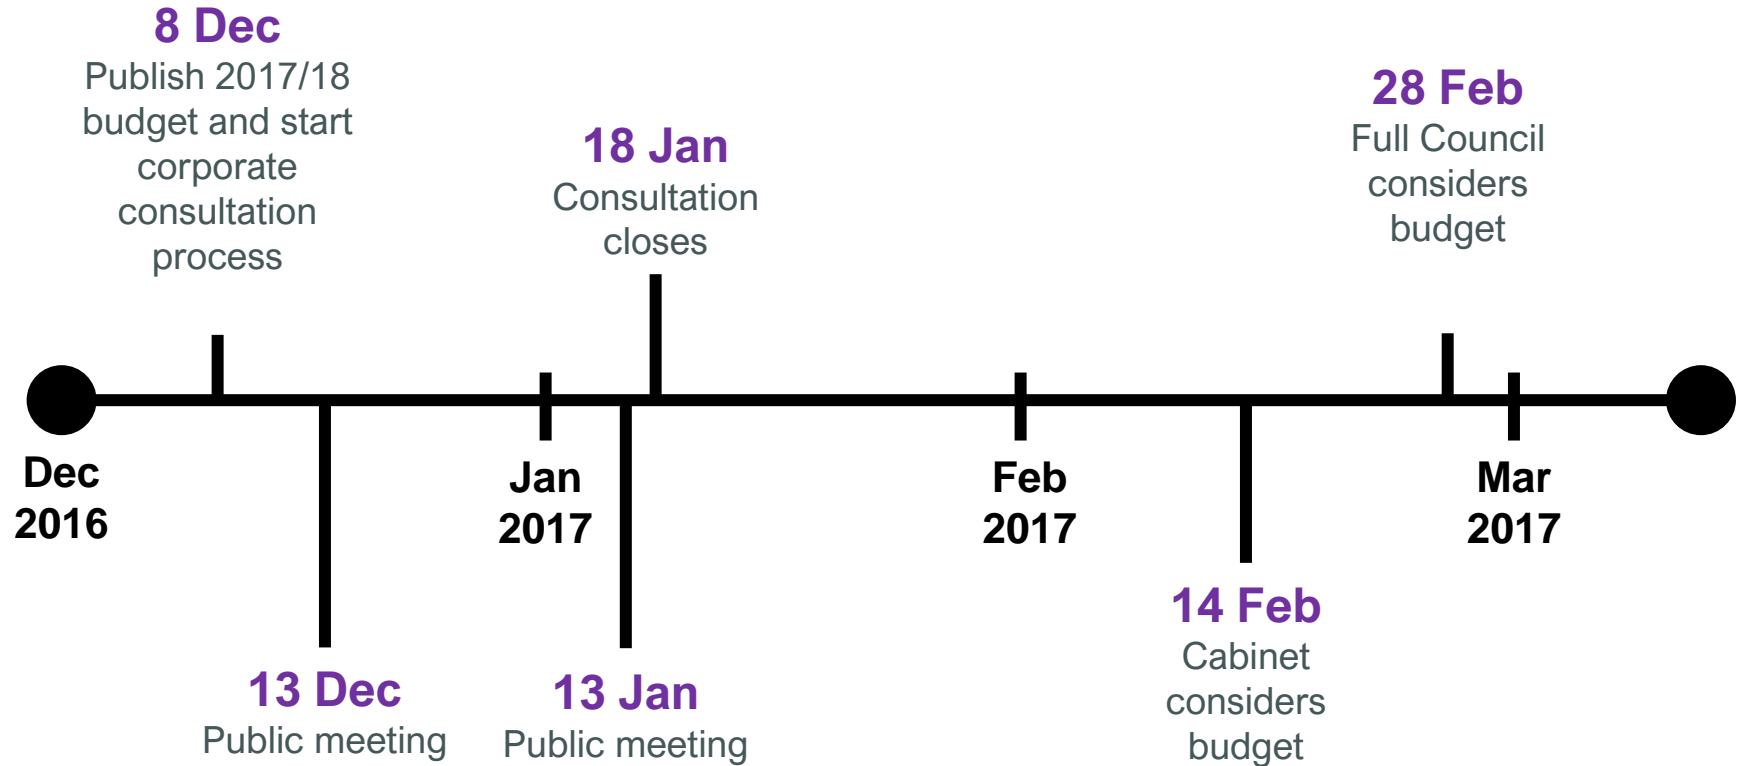 8 Dec
Publish 2017/18
budget and start
corporate
consultation
process
18 Jan
Consultation
closes
28 Feb
Full Council
considers
budget
Dec
2016
Jan
2017
Feb
2017
Mar
2017
13 Dec
Public meeting
13 Jan
Public meeting
14 Feb
Cabinet
considers
budget